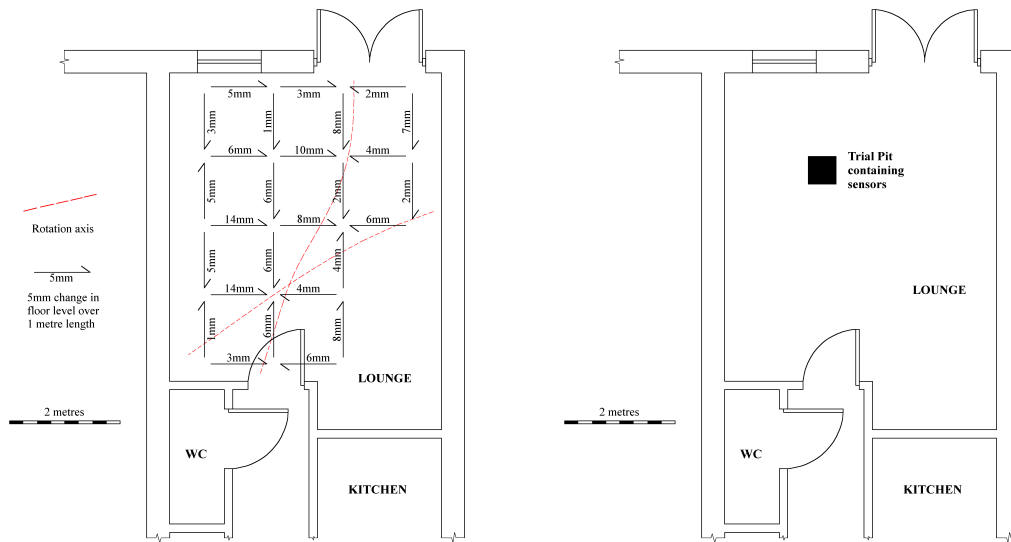 5mm
3mm
2mm
3mm
1mm
8mm
7mm
6mm
10mm
4mm
5mm
6mm
2mm
2mm
14mm
8mm
6mm
5mm
6mm
4mm
14mm
4mm
1mm
6mm
8mm
3mm
6mm
Rotation axis
5mm
5mm change in
floor level over
1 metre length
LOUNGE
2 metres
WC
KITCHEN
Trial Pit
containing
sensors
LOUNGE
2 metres
WC
KITCHEN